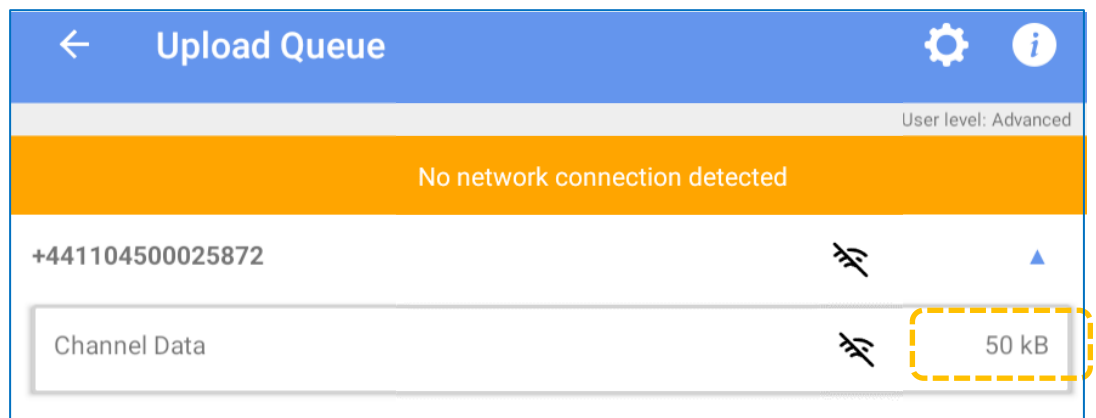 Upload Queue
User level: Advanced
No network connection detected
+441104500025872
Channel Data 50 kB